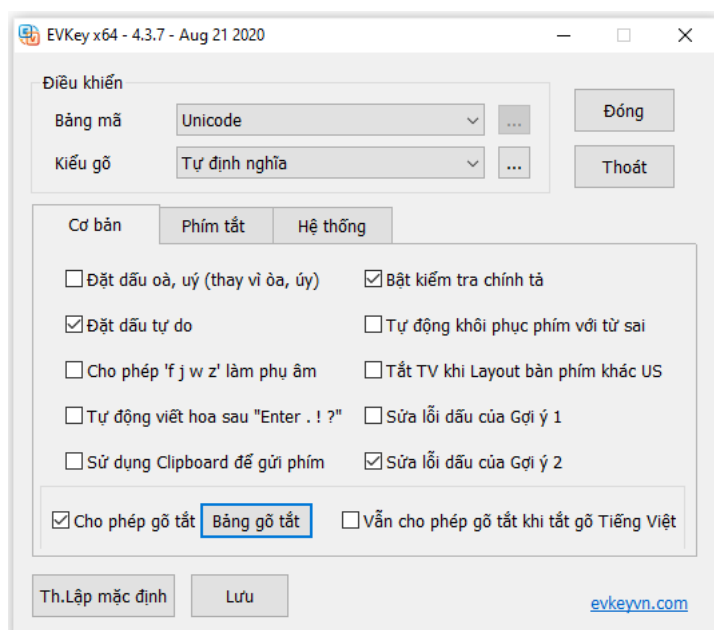 EVKey x64 - 4.3.7 - Aug 21 2020
Điều khiển
Bảng mã
Unicode
...
Đóng
Kiểu gõ
Tự định nghĩa
...
Thoát
Cơ bản
Phím tắt
Hệ thống
Đặt dấu oà, uý (thay vì òa, úy)
Bật kiểm tra chính tả
Đặt dấu tự do
Tự động khôi phục phím với từ sai
Cho phép 'f j w z' làm phụ âm
Tắt TV khi Layout bàn phím khác US
Tự động viết hoa sau "Enter . ! ?"
Sửa lỗi dấu của Gợi ý 1
Sử dụng Clipboard để gửi phím
Sửa lỗi dấu của Gợi ý 2
Cho phép gõ tắt
Bảng gõ tắt
Vẫn cho phép gõ tắt khi tắt gõ Tiếng Việt
Th.Lập mặc định
Lưu
evkeyvn.com